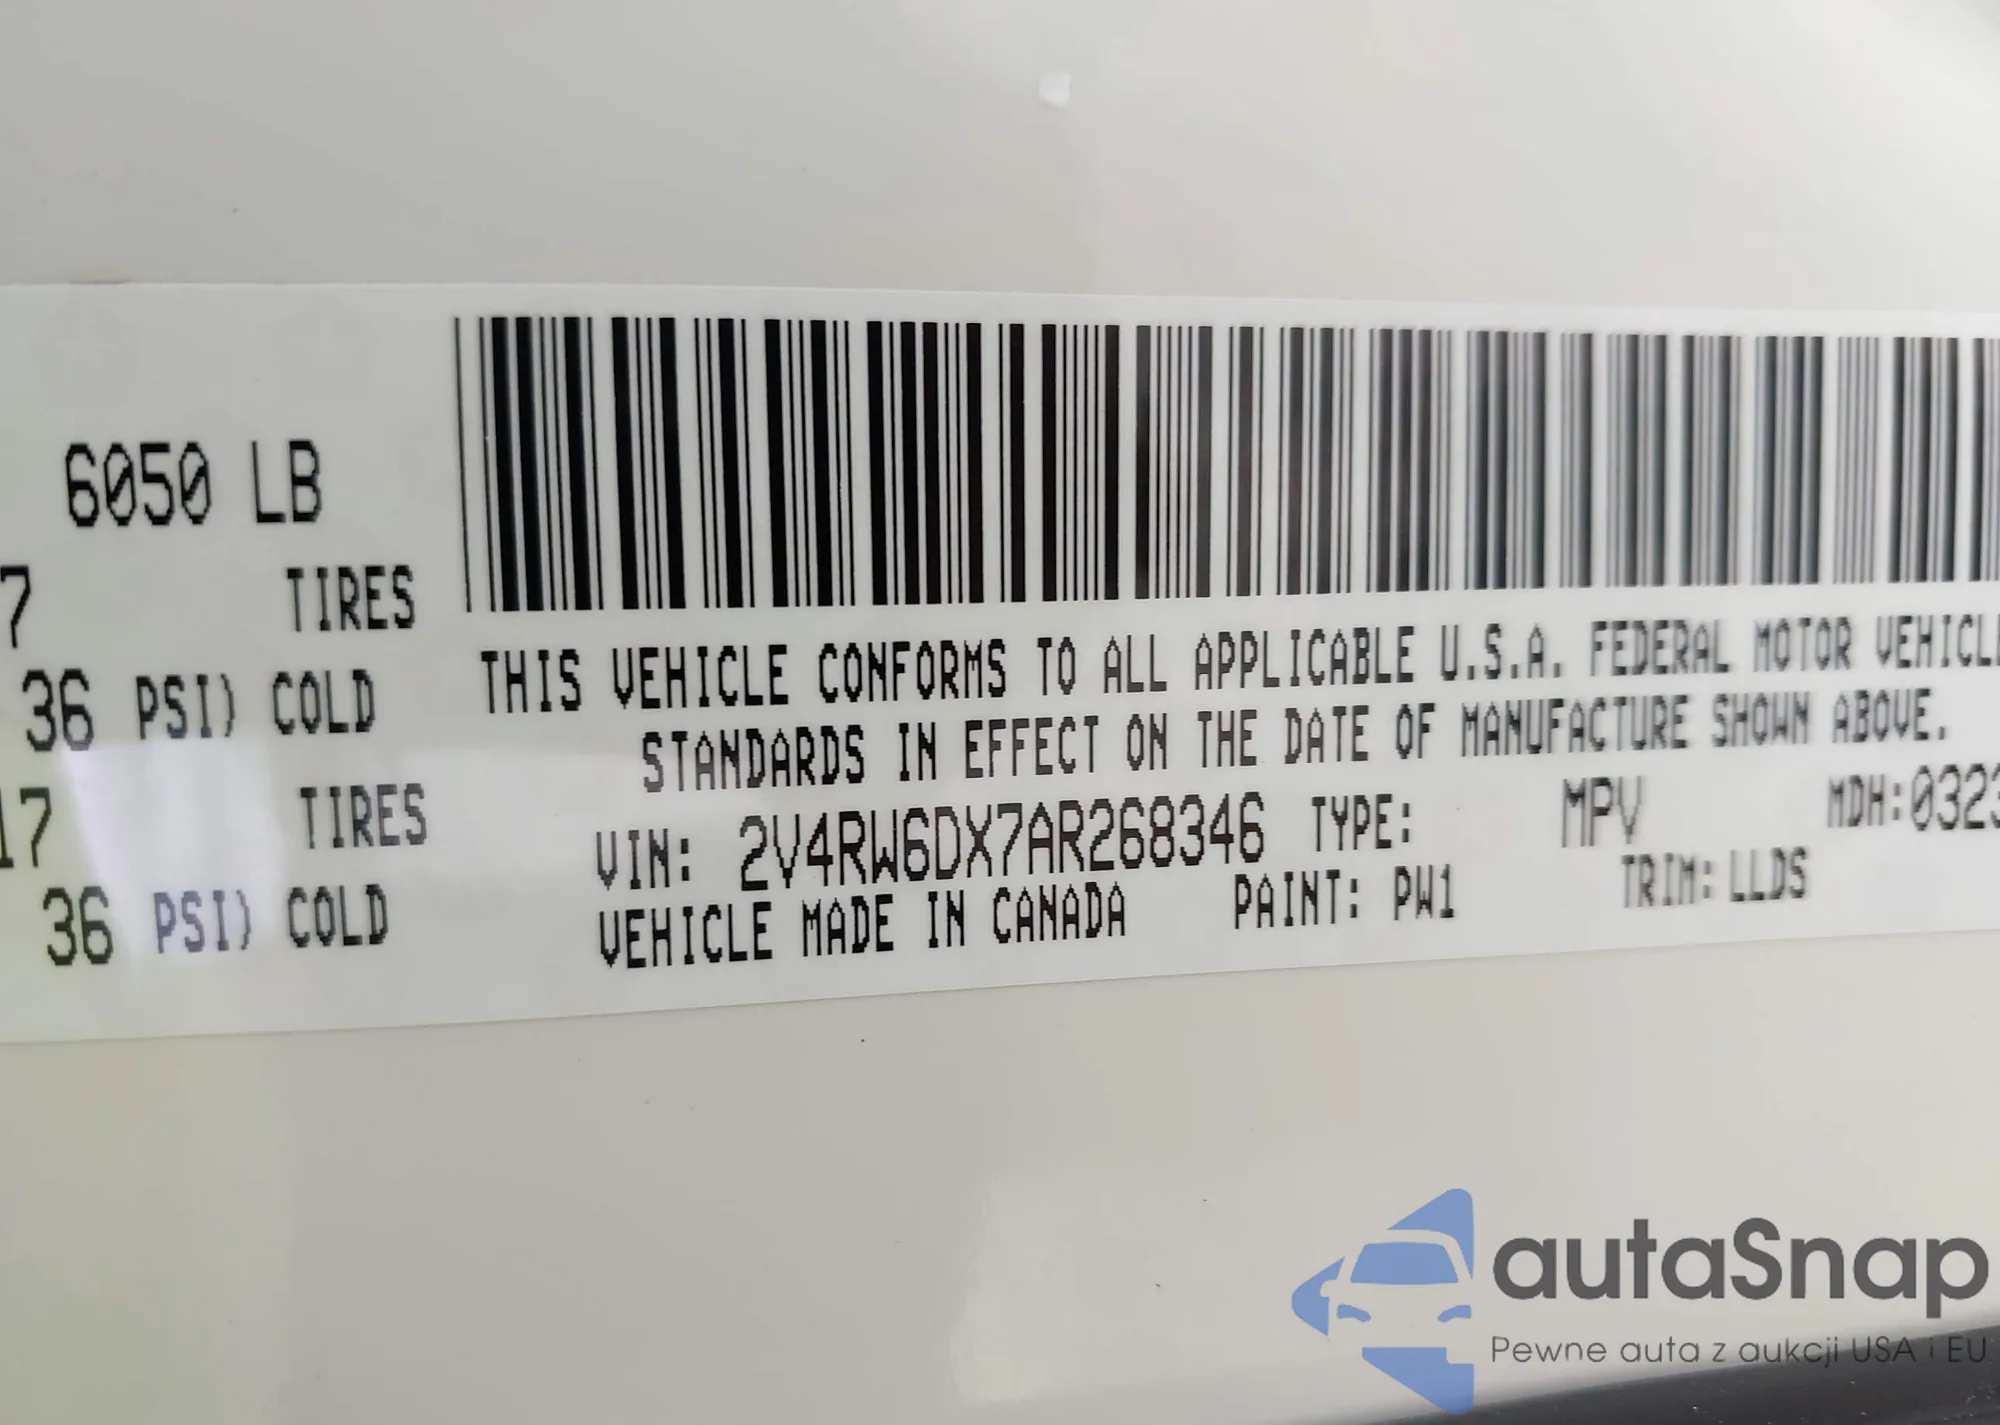 6050 LB
7 TIRES
36 PSI) COLD
17 TIRES
36 PSI) COLD
THIS VEHICLE CONFORMS TO ALL APPLICABLE U.S.A. FEDERAL MOTOR VEHICLE
STANDARDS IN EFFECT ON THE DATE OF MANUFACTURE SHOWN ABOVE.
VIN: 2V4RW6DX7AR268346 TYPE: MPV MDH:0323
VEHICLE MADE IN CANADA PAINT: PW1 TRIM: LLDS
autaSnap
Pewne auta z aukcji USA i EU